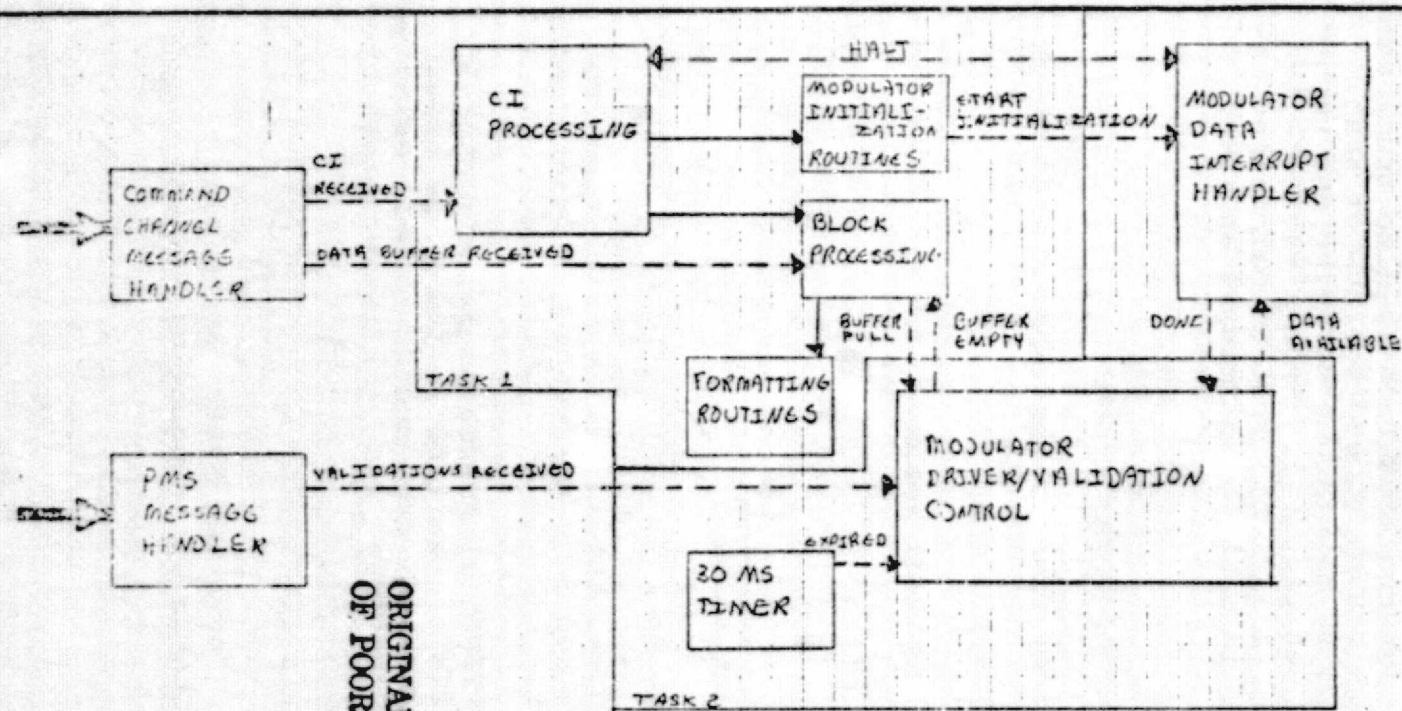 HALT
CI
PROCESSING
MODULATOR
INITIALI-
ZATION
ROUTINES
START
INITIALIZATION
MODULATOR
DATA
INTERRUPT
HANDLER
CI
RECEIVED
COMMAND
CHANNEL
MESSAGE
HANDLER
DATA BUFFER RECEIVED
BLOCK
PROCESSING
BUFFER
FULL
BUFFER
EMPTY
DONE
DATA
AVAILABLE
TASK 1
FORMATTING
ROUTINES
PMS
MESSAGE
HANDLER
VALIDATIONS RECEIVED
MODULATOR
DRIVER/VALIDATION
CONTROL
EXPIRED
MS
TIMER
TASK 2
ORIGINAL
OF POOR